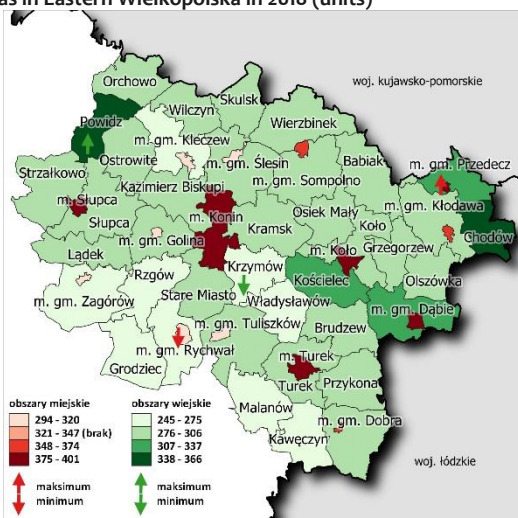 as in Eastern Wielkopolska in 2016 (units)
Orchowo
woj. kujawsko-pomorskie
Skulsk
Wilczyn
Powidz
Wierzbinek
m. gm. Kleczew
Ostrowite
m. gm. Ślesin
Babiak
m. gm. Przedecz
Strzałkowo
Kazimierz Biskupi
m. gm. Sompolno
m. Słupca
m. gm. Kłodawa
m. Konin
Osiek Mały
Słupca
Kramsk
Koło
Chodów
m. gm. Golina
m. Koło
Grzegorzew
Lądek
Krzymów
Rzgów
Kościelec
Olszówka
Stare Miasto
Władysławów
m. gm. Zagórów
m. gm. Dąbie
m. gm. Tuliszków
Brudzew
m. gm. Rychwał
m. Turek
Grodziec
Turek
Przykona
Malanów
m. gm. Dobra
Kawęczyn
woj. łódzkie
obszary miejskie
294 - 320
321 - 347 (brak)
348 - 374
375 - 401
maksimum
minimum
obszary wiejskie
245 - 275
276 - 306
307 - 337
338 - 366
maksimum
minimum